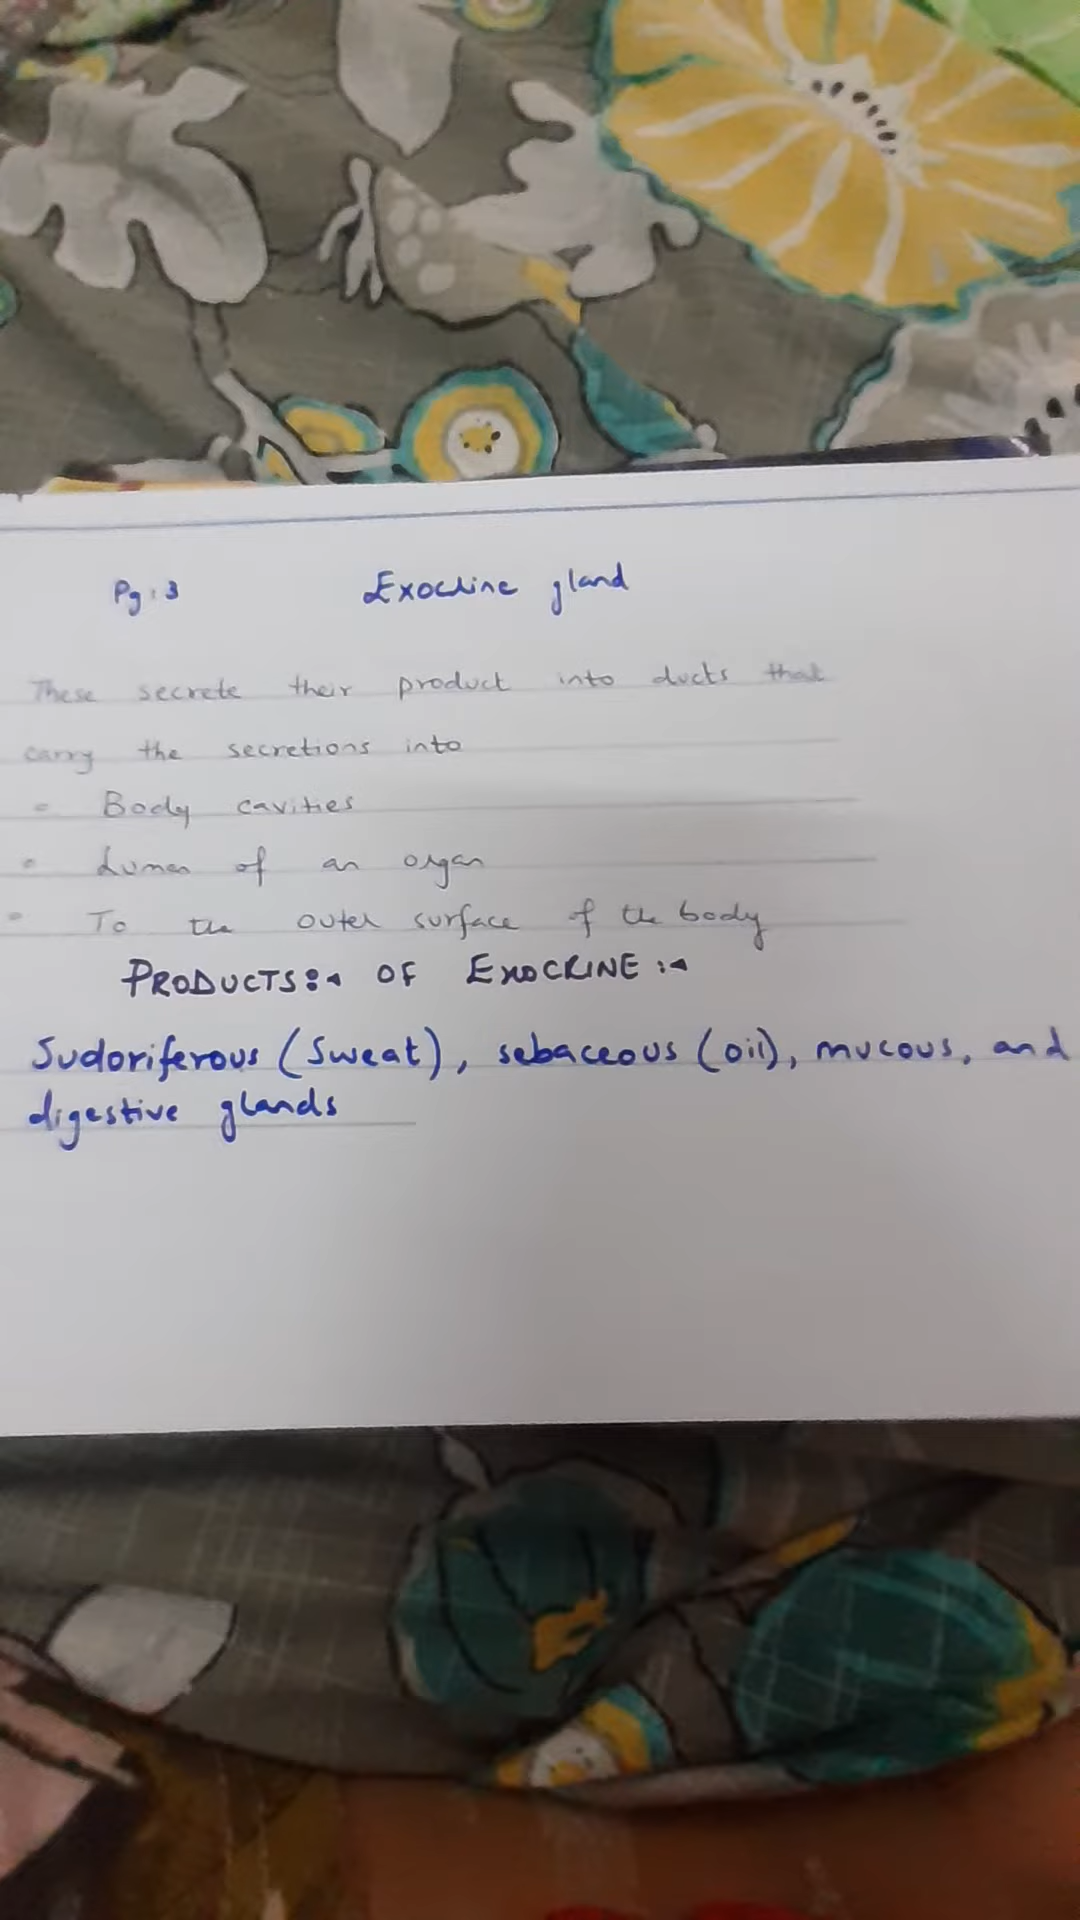 Pg: 3 Exocrine gland
These secrete their product into ducts that
carry the secretions into
• Body cavities
• Lumen of an organ
• To the outer surface of the body
PRODUCTS:- OF EXOCRINE :-
Sudoriferous (Sweat), sebaceous (oil), mucous, and
digestive glands